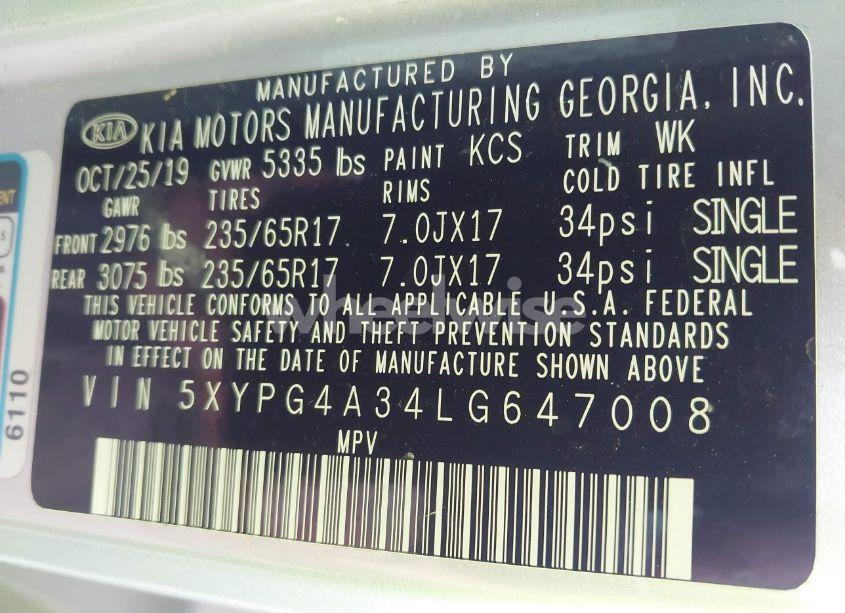 MANUFACTURED BY
KIA KIA MOTORS MANUFACTURING GEORGIA, INC.
OCT/25/19 GVWR 5335 lbs PAINT KCS TRIM WK
GAWR TIRES RIMS COLD TIRE INFL
FRONT 2976 lbs 235/65R17 7.0JX17 34psi SINGLE
REAR 3075 lbs 235/65R17 7.0JX17 34psi SINGLE
THIS VEHICLE CONFORMS TO ALL APPLICABLE U.S.A. FEDERAL
MOTOR VEHICLE SAFETY AND THEFT PREVENTION STANDARDS
IN EFFECT ON THE DATE OF MANUFACTURE SHOWN ABOVE
VIN 5XYPG4A34LG647008
MPV
6110
wheelwise